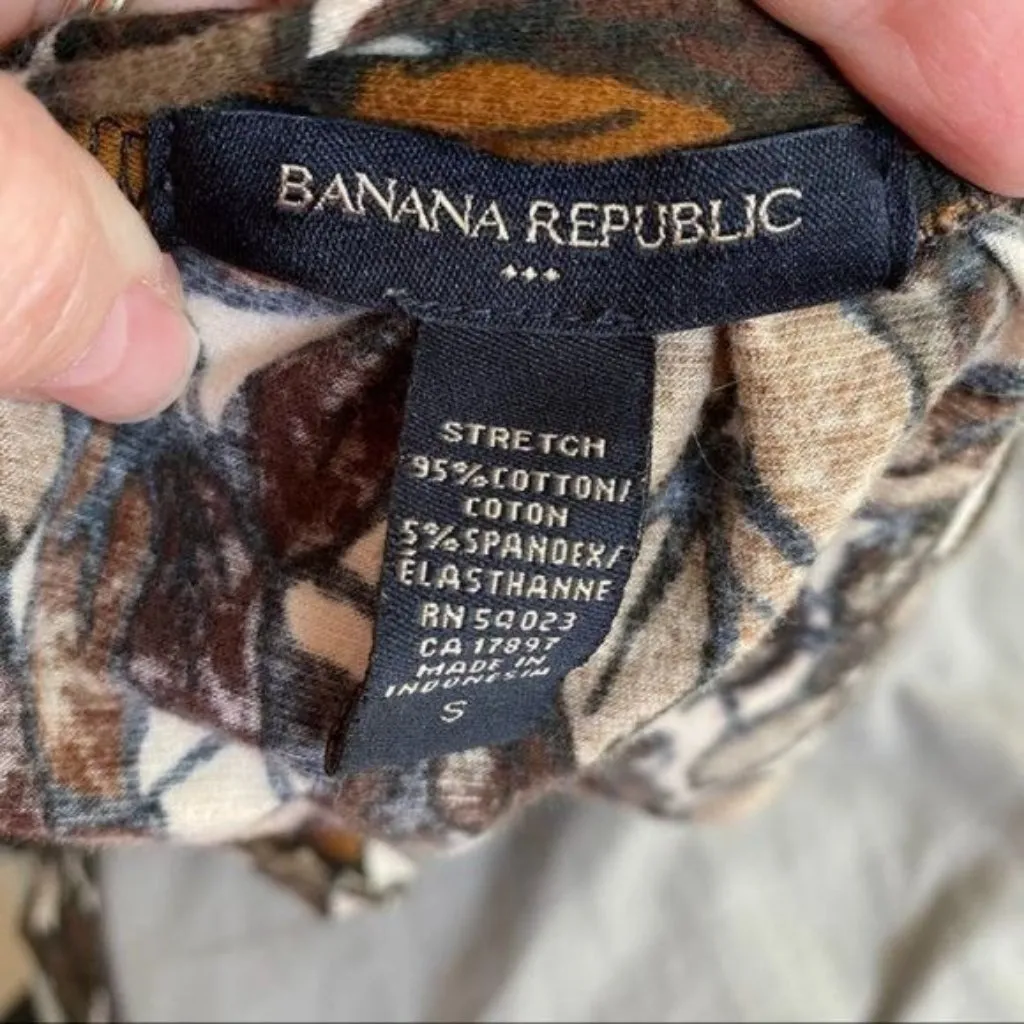 BANANA REPUBLIC
STRETCH
95% COTTON/
COTON
5% SPANDEX/
ÉLASTHANNE
RN 54023
CA 17897
MADE IN
INDONESIA
S